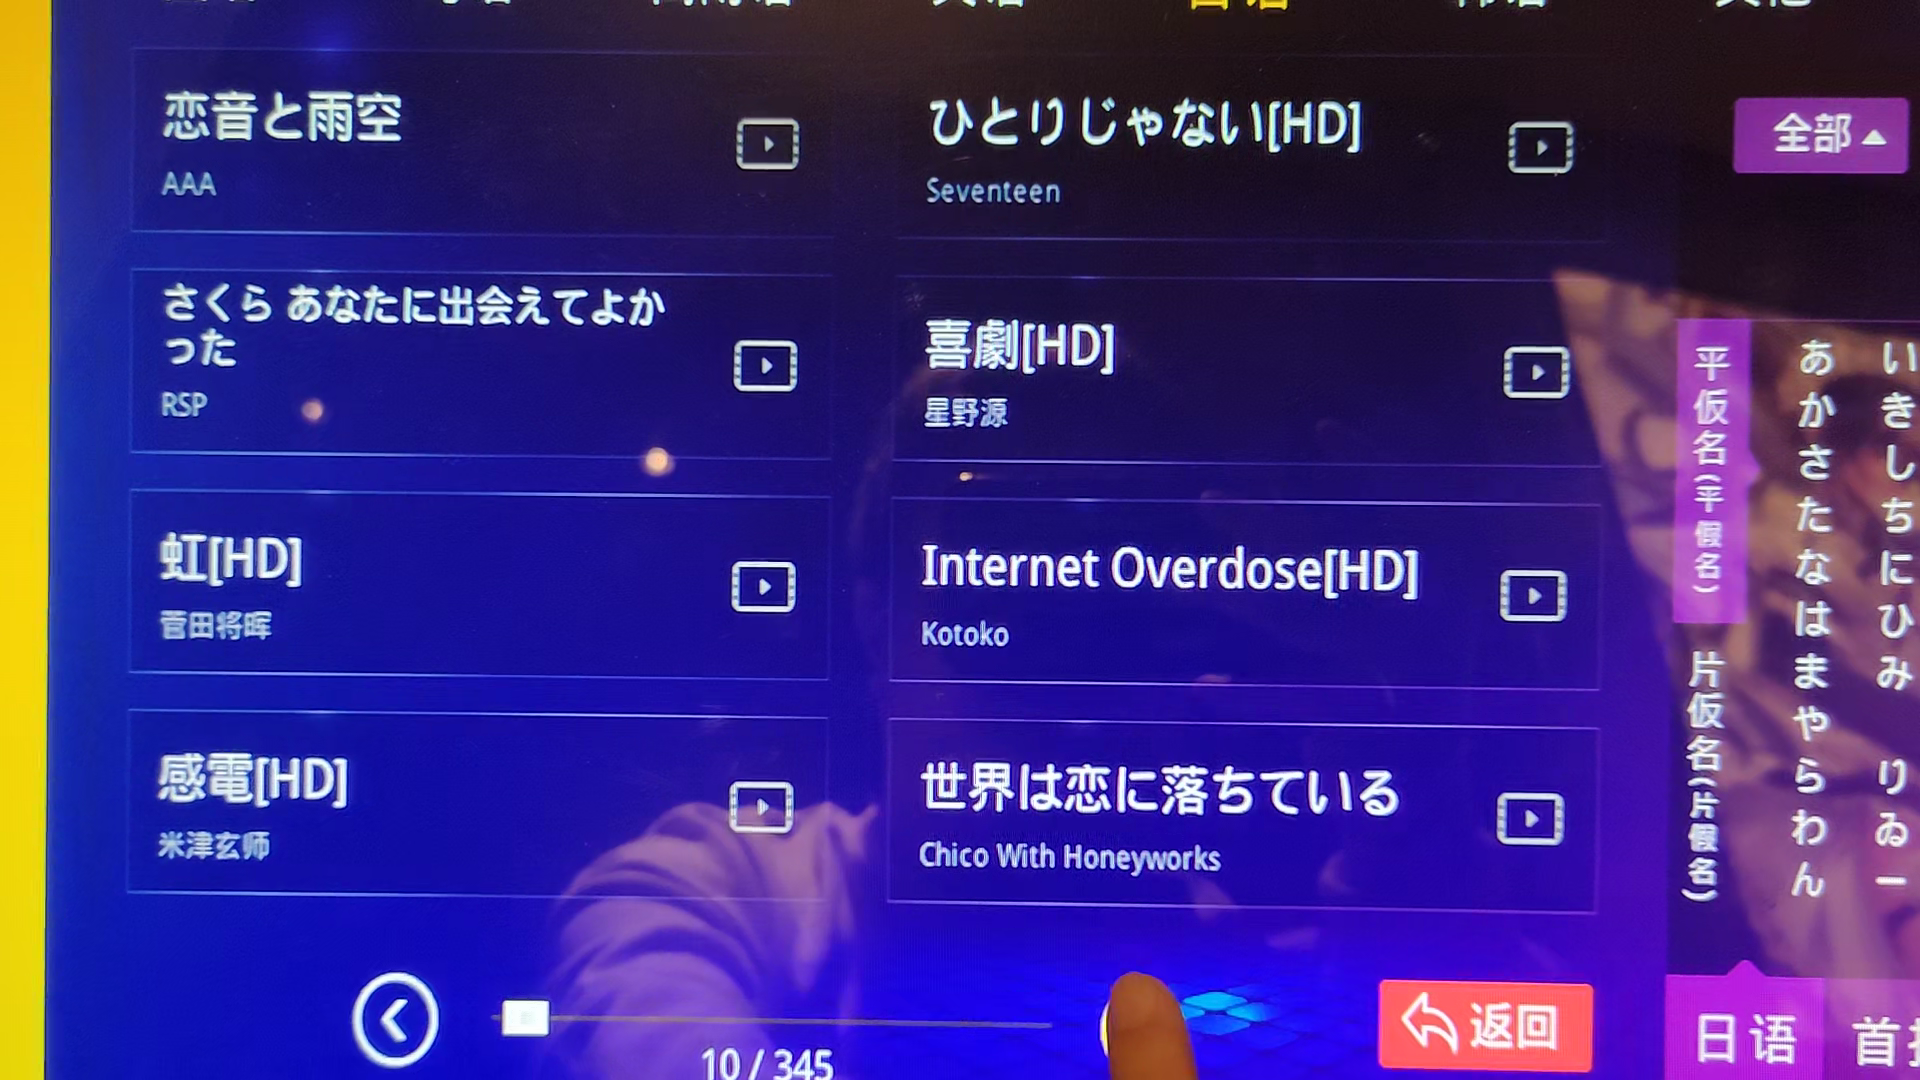 日语
恋音と雨空
AAA
ひとりじゃない[HD]
Seventeen
全部
さくら あなたに出会えてよか
った
RSP
喜劇[HD]
星野源
虹[HD]
菅田将晖
Internet Overdose[HD]
Kotoko
感電[HD]
米津玄师
世界は恋に落ちている
Chico With Honeyworks
平仮名(平假名)
片仮名(片假名)
あかさたなはまやらわん
いきしちにひみ りゐー
10 / 345
返回
日语
首